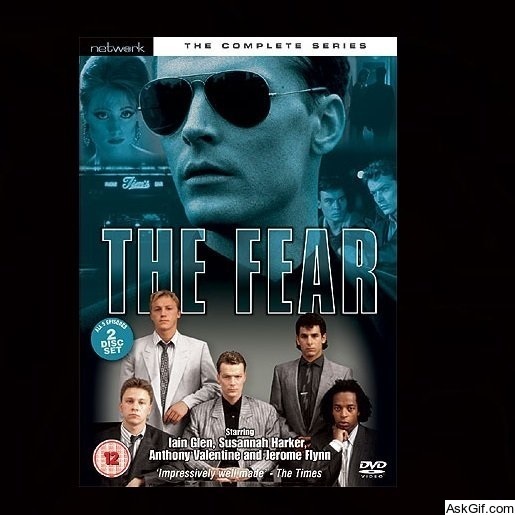 network
THE COMPLETE SERIES
Tim's
THE FEAR
ALL 5 EPISODES
2
DISC
SET
Starring
Iain Glen, Susannah Harker,
Anthony Valentine and Jerome Flynn
12
'Impressively well made' - The Times
DVD
VIDEO
AskGif.com